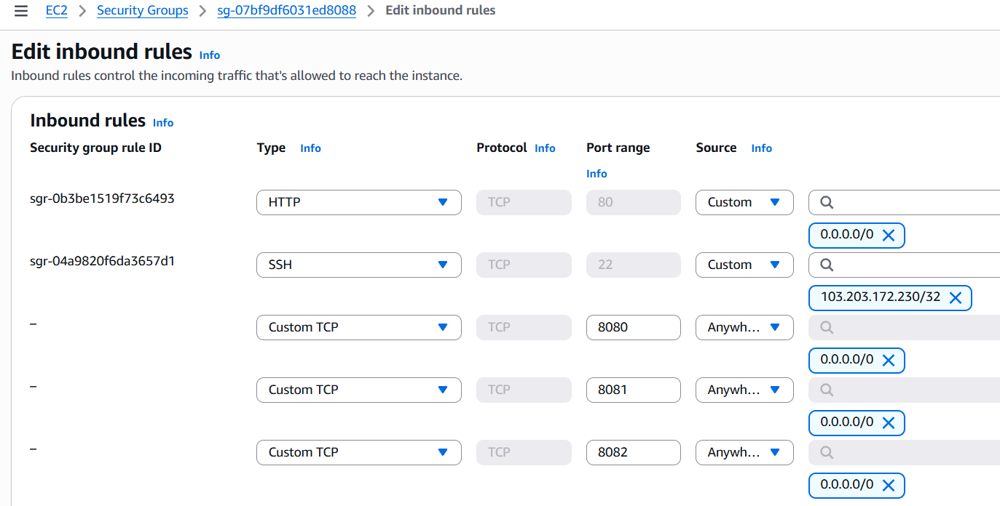 EC2 > Security Groups > sg-07bf9df6031ed8088 > Edit inbound rules
Edit inbound rules Info
Inbound rules control the incoming traffic that's allowed to reach the instance.
Inbound rules Info
Security group rule ID Type Info Protocol Info Port range Source Info
Info
sgr-0b3be1519f73c6493 HTTP TCP 80 Custom
0.0.0.0/0
sgr-04a9820f6da3657d1 SSH TCP 22 Custom
103.203.172.230/32
– Custom TCP TCP 8080 Anywh...
0.0.0.0/0
– Custom TCP TCP 8081 Anywh...
0.0.0.0/0
– Custom TCP TCP 8082 Anywh...
0.0.0.0/0